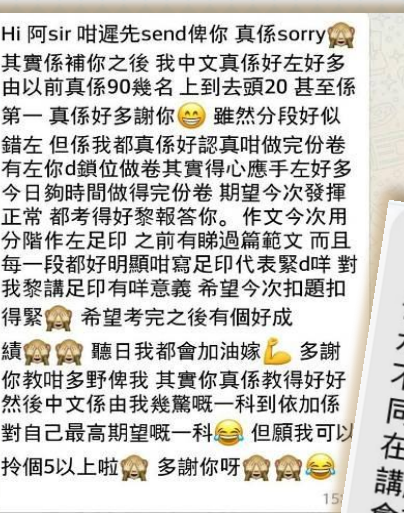 Hi 阿sir 咁遲先send俾你 真係sorry🙈
其實係補你之後 我中文真係好左好多
由以前真係90幾名 上到去頭20 甚至係
第一 真係好多謝你😁 雖然分段好似
錯左 但係我都真係好認真咁做完份卷
有左你d鎖位做卷其實得心應手左好多
今日夠時間做得完份卷 期望今次發揮
正常 都考得好黎報答你。 作文今次用
分階作左足印 之前有睇過篇範文 而且
每一段都好明顯咁寫足印代表緊d咩 對
我黎講足印有咩意義 希望今次扣題扣
得緊🙈 希望考完之後有個好成
績🙈🙈 聽日我都會加油嫁💪 多謝
你教咁多野俾我 其實你真係教得好好
然後中文係由我幾驚嘅一科到依加係
對自己最高期望嘅一科😂 但願我可以
拎個5以上啦🙈 多謝你呀🙈🙈😂
不
同
在
講